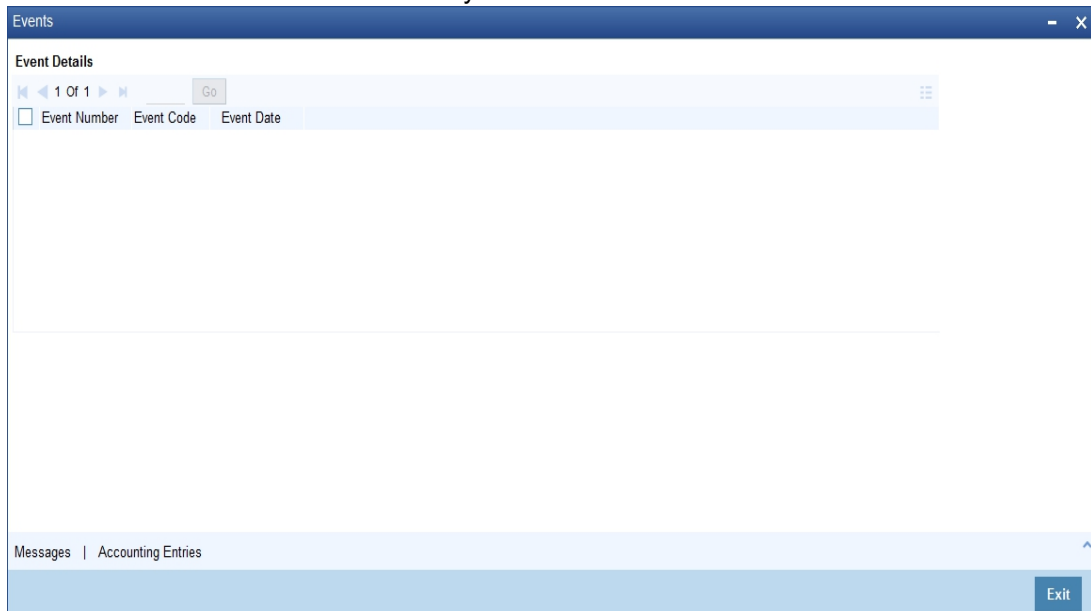 Events
Event Details
1 Of 1 Go
Event Number Event Code Event Date
Messages | Accounting Entries
Exit